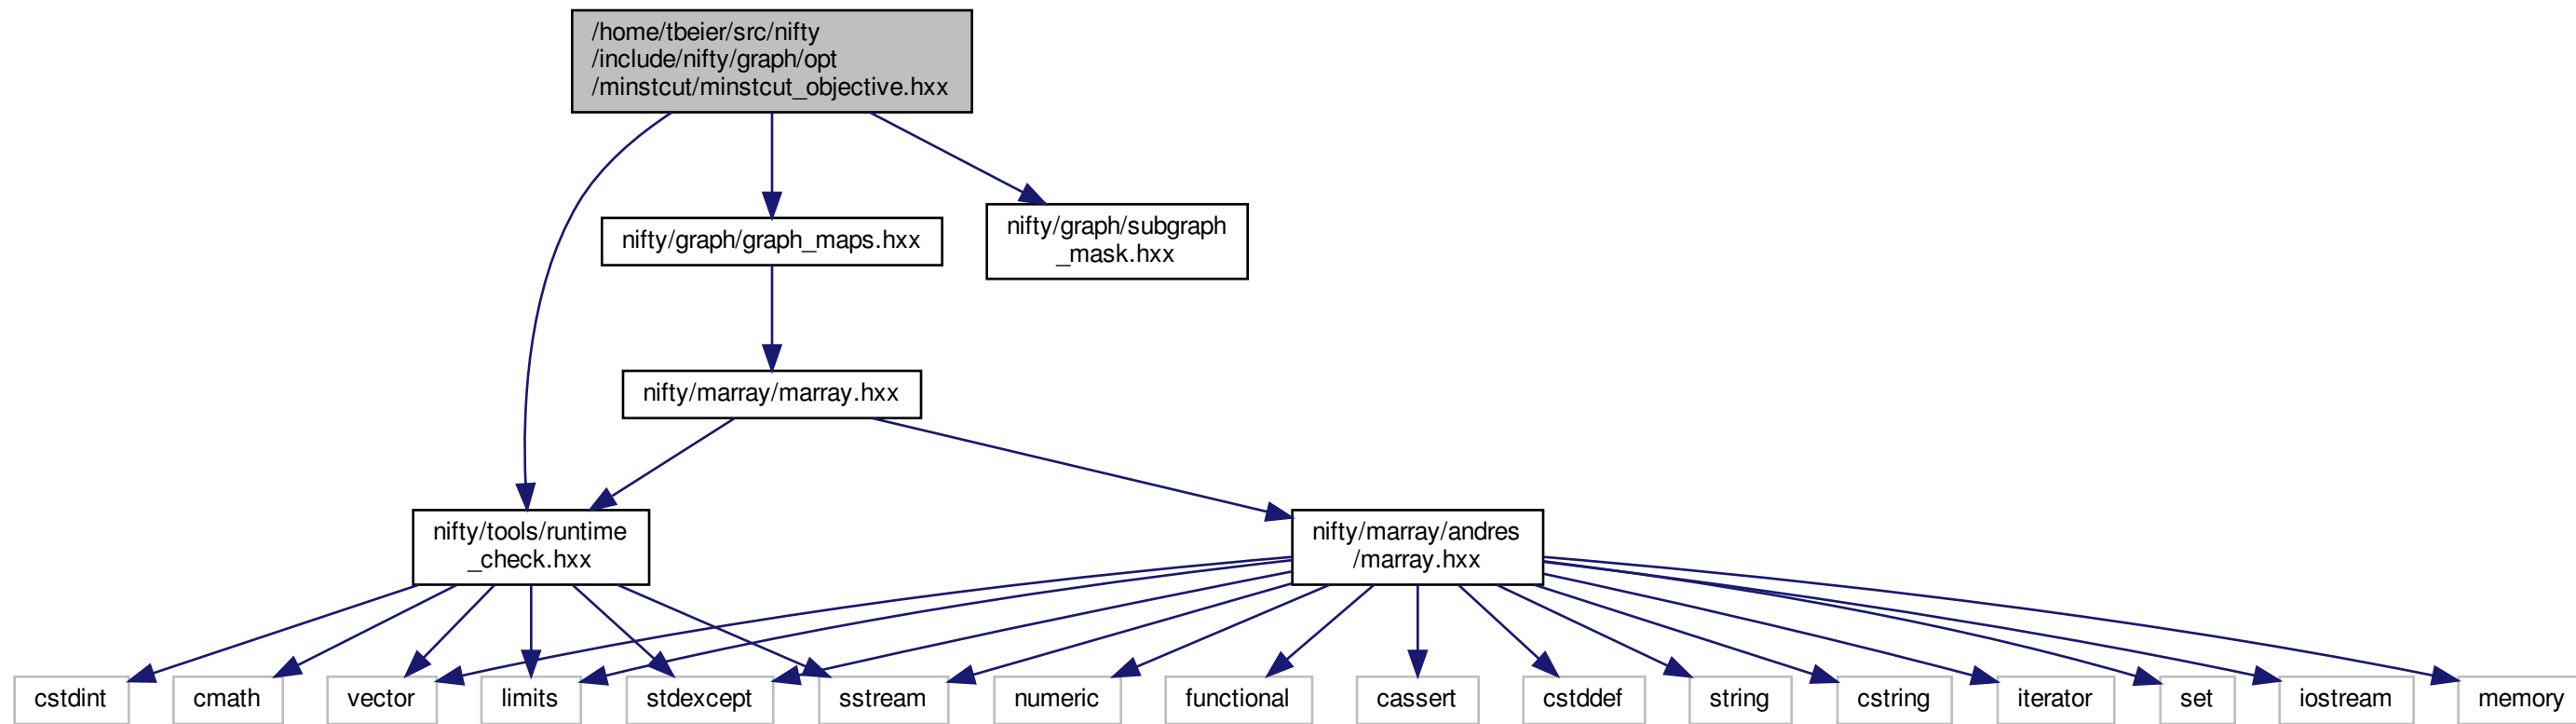 /home/tbeier/src/nifty
/include/nifty/graph/opt
/minstcut/minstcut_objective.hxx
nifty/graph/graph_maps.hxx
nifty/graph/subgraph
_mask.hxx
nifty/marray/marray.hxx
nifty/tools/runtime
_check.hxx
nifty/marray/andres
/marray.hxx
cstdint
cmath
vector
limits
stdexcept
sstream
numeric
functional
cassert
cstddef
string
cstring
iterator
set
iostream
memory